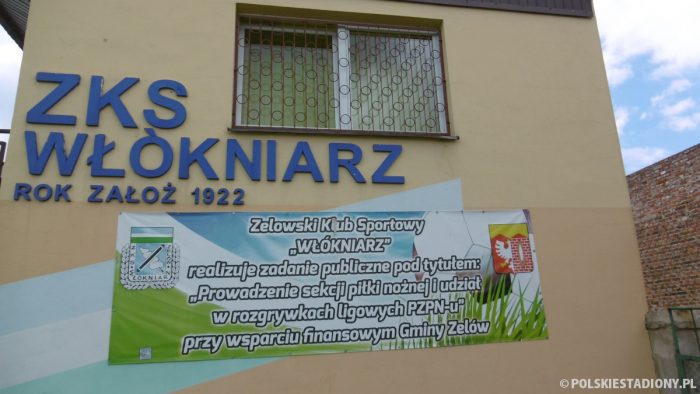 ZKS
WŁÒKNIARZ
ROK ZAŁOŻ 1922
Zelowski Klub Sportowy
„WŁÓKNIARZ"
realizuje zadanie publiczne pod tytułem:
„Prowadzenie sekcji piłki nożnej i udział
w rozgrywkach ligowych PZPN-u"
przy wsparciu finansowym Gminy Zelów
© POLSKIESTADIONY.PL